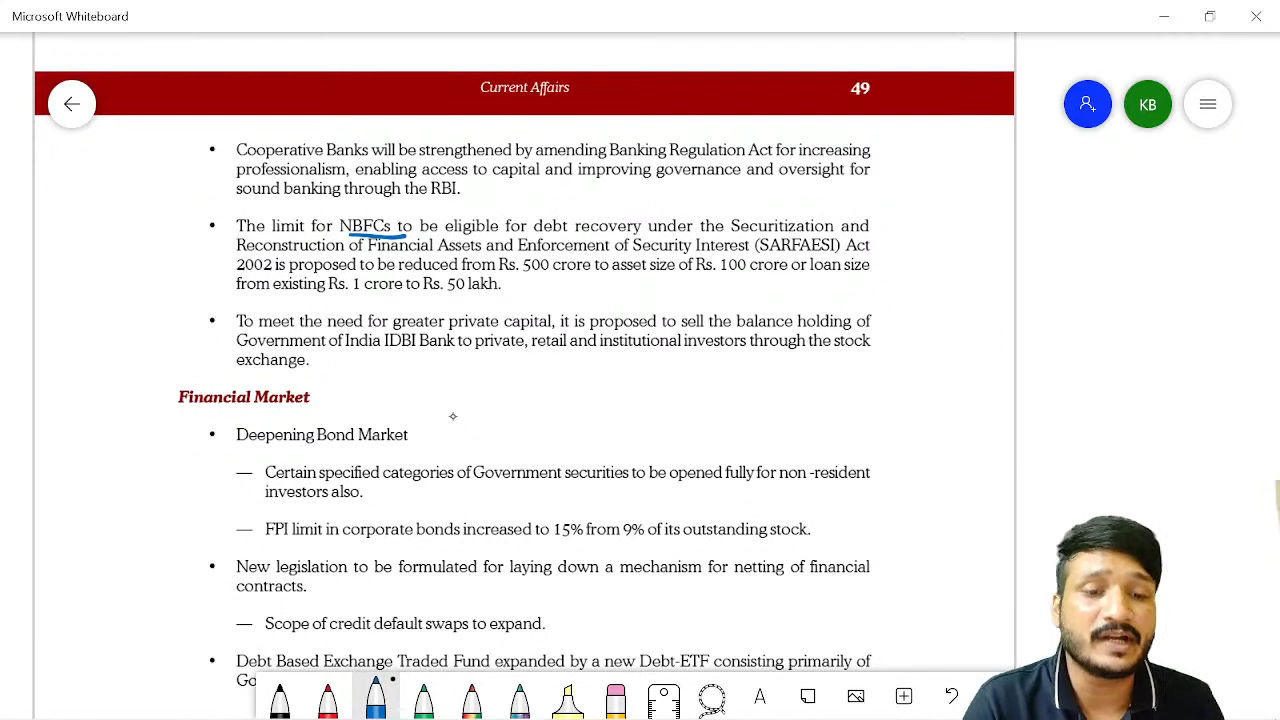 Microsoft Whiteboard
Current Affairs 49
KB
• Cooperative Banks will be strengthened by amending Banking Regulation Act for increasing
professionalism, enabling access to capital and improving governance and oversight for
sound banking through the RBI.
• The limit for NBFCs to be eligible for debt recovery under the Securitization and
Reconstruction of Financial Assets and Enforcement of Security Interest (SARFAESI) Act
2002 is proposed to be reduced from Rs. 500 crore to asset size of Rs. 100 crore or loan size
from existing Rs. 1 crore to Rs. 50 lakh.
• To meet the need for greater private capital, it is proposed to sell the balance holding of
Government of India IDBI Bank to private, retail and institutional investors through the stock
exchange.
Financial Market
• Deepening Bond Market
— Certain specified categories of Government securities to be opened fully for non -resident
investors also.
— FPI limit in corporate bonds increased to 15% from 9% of its outstanding stock.
• New legislation to be formulated for laying down a mechanism for netting of financial
contracts.
— Scope of credit default swaps to expand.
• Debt Based Exchange Traded Fund expanded by a new Debt-ETF consisting primarily of
A